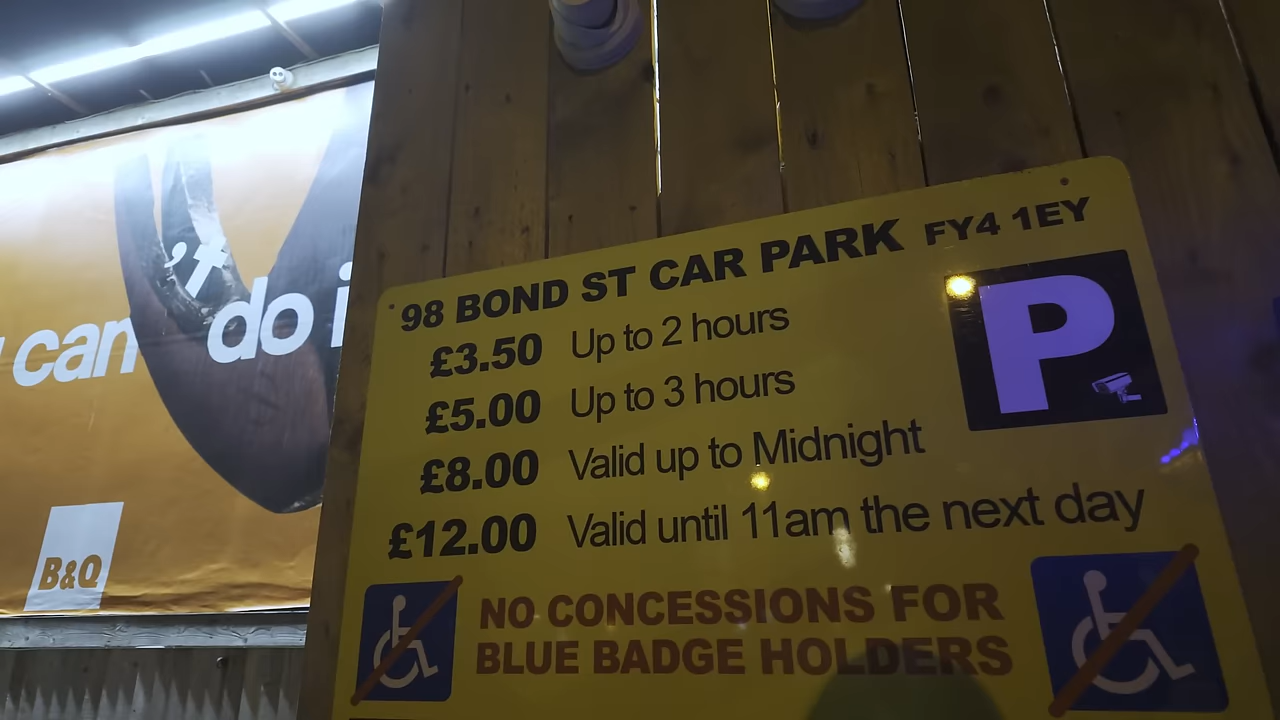 can't do i
B&Q
98 BOND ST CAR PARK FY4 1EY
£3.50 Up to 2 hours
£5.00 Up to 3 hours
£8.00 Valid up to Midnight
£12.00 Valid until 11am the next day
P
NO CONCESSIONS FOR
BLUE BADGE HOLDERS